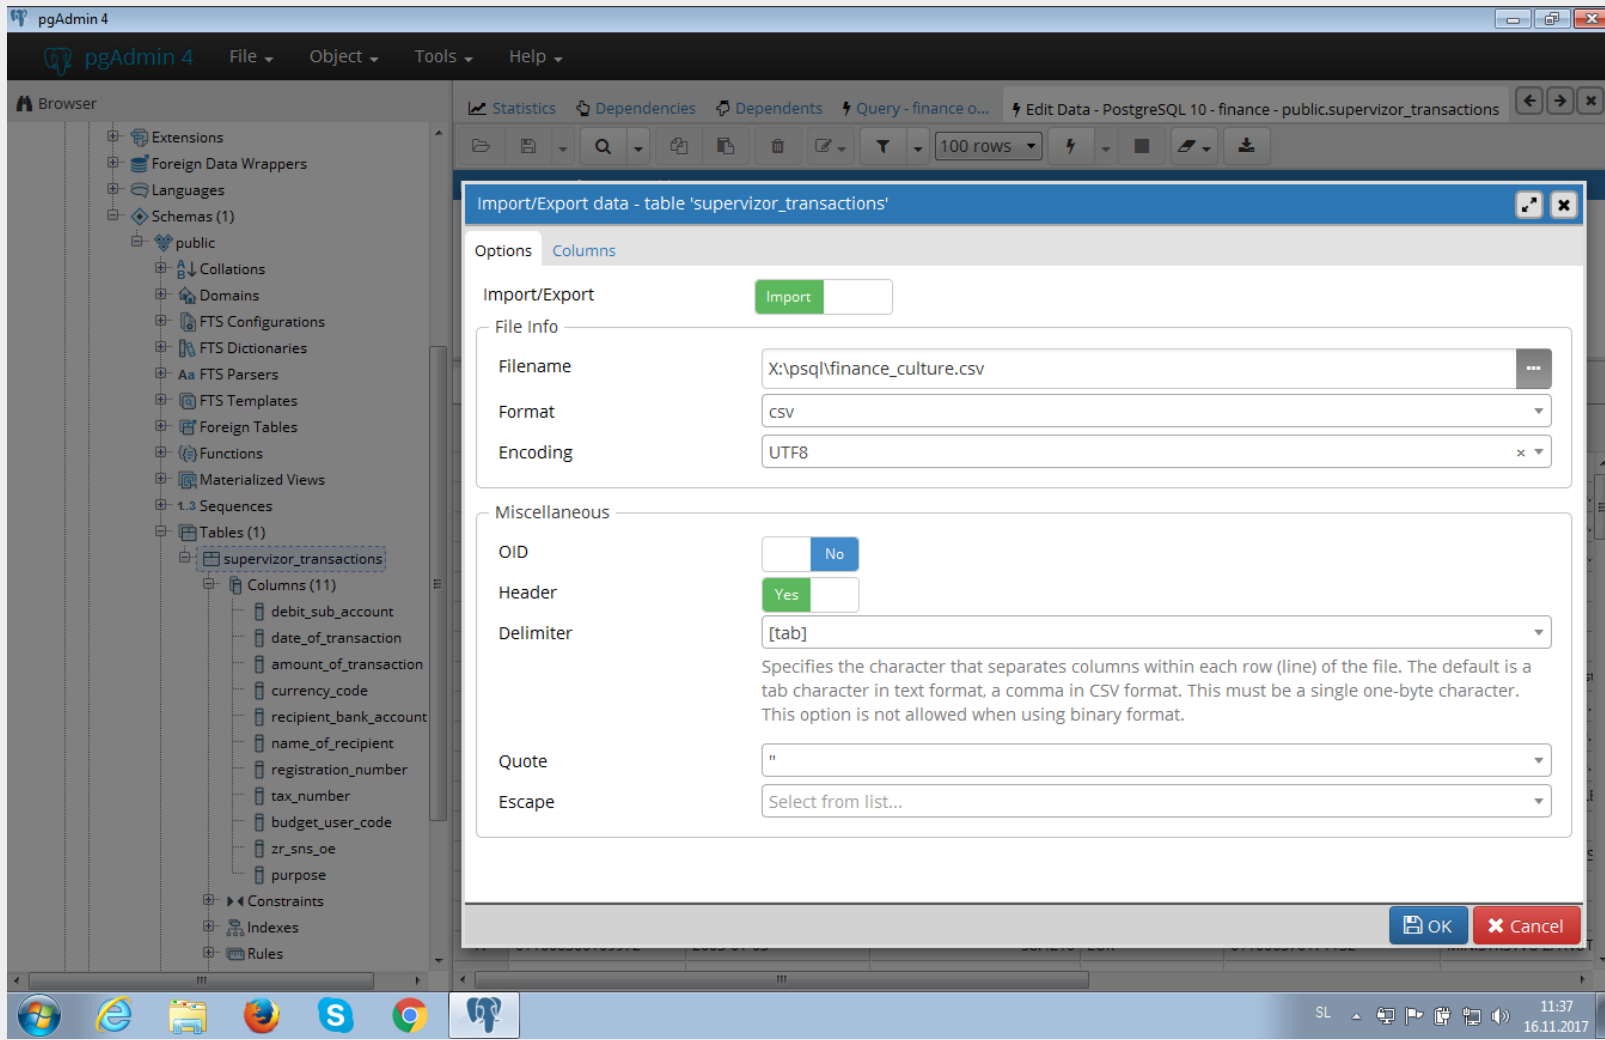 pgAdmin 4
pgAdmin 4 File Object Tools Help
Browser
Statistics Dependencies Dependents Query - finance o... Edit Data - PostgreSQL 10 - finance - public.supervizor_transactions
100 rows
Extensions
Foreign Data Wrappers
Languages
Schemas (1)
public
Collations
Domains
FTS Configurations
FTS Dictionaries
Aa FTS Parsers
FTS Templates
Foreign Tables
Functions
Materialized Views
1..3 Sequences
Tables (1)
supervizor_transactions
Columns (11)
debit_sub_account
date_of_transaction
amount_of_transaction
currency_code
recipient_bank_account
name_of_recipient
registration_number
tax_number
budget_user_code
zr_sns_oe
purpose
Constraints
Indexes
Rules
Import/Export data - table 'supervizor_transactions'
Options Columns
Import/Export Import
File Info
Filename X:\psql\finance_culture.csv
Format csv
Encoding UTF8
Miscellaneous
OID No
Header Yes
Delimiter [tab]
Specifies the character that separates columns within each row (line) of the file. The default is a
tab character in text format, a comma in CSV format. This must be a single one-byte character.
This option is not allowed when using binary format.
Quote "
Escape Select from list...
OK Cancel
SL
11:37
16.11.2017